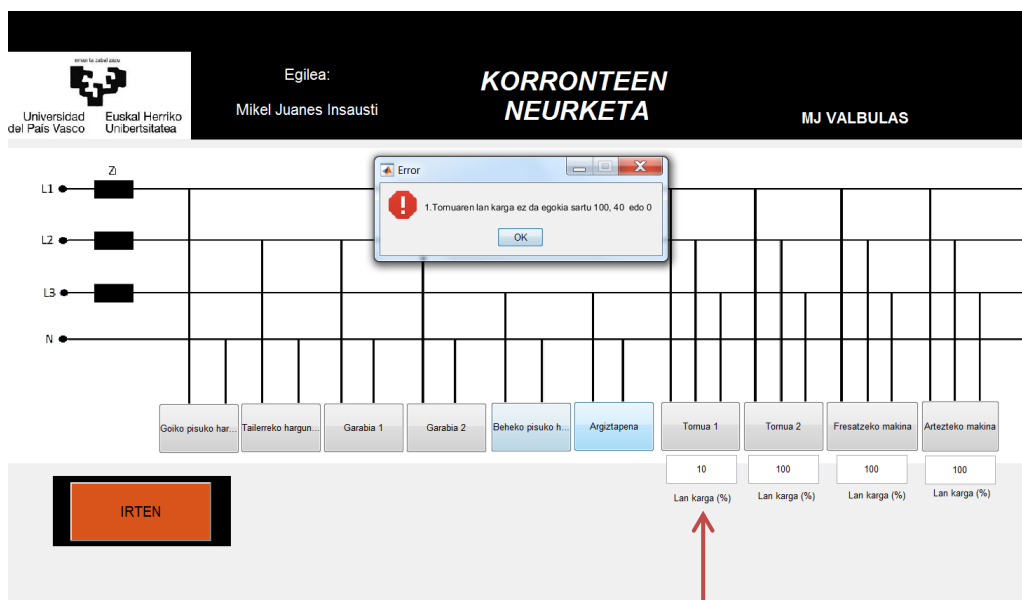 eman ta zabal zazu
Universidad
del País Vasco
Euskal Herriko
Unibertsitatea
Egilea:
Mikel Juanes Insausti
KORRONTEEN
NEURKETA
MJ VALBULAS
Error
1.Tornuaren lan karga ez da egokia sartu 100, 40 edo 0
OK
Zi
L1
L2
L3
N
Goiko pisuko har...
Tailerreko hargun...
Garabia 1
Garabia 2
Beheko pisuko h...
Argiztapena
Tornua 1
Tornua 2
Fresatzeko makina
Artezteko makina
10
100
100
100
Lan karga (%)
Lan karga (%)
Lan karga (%)
Lan karga (%)
IRTEN